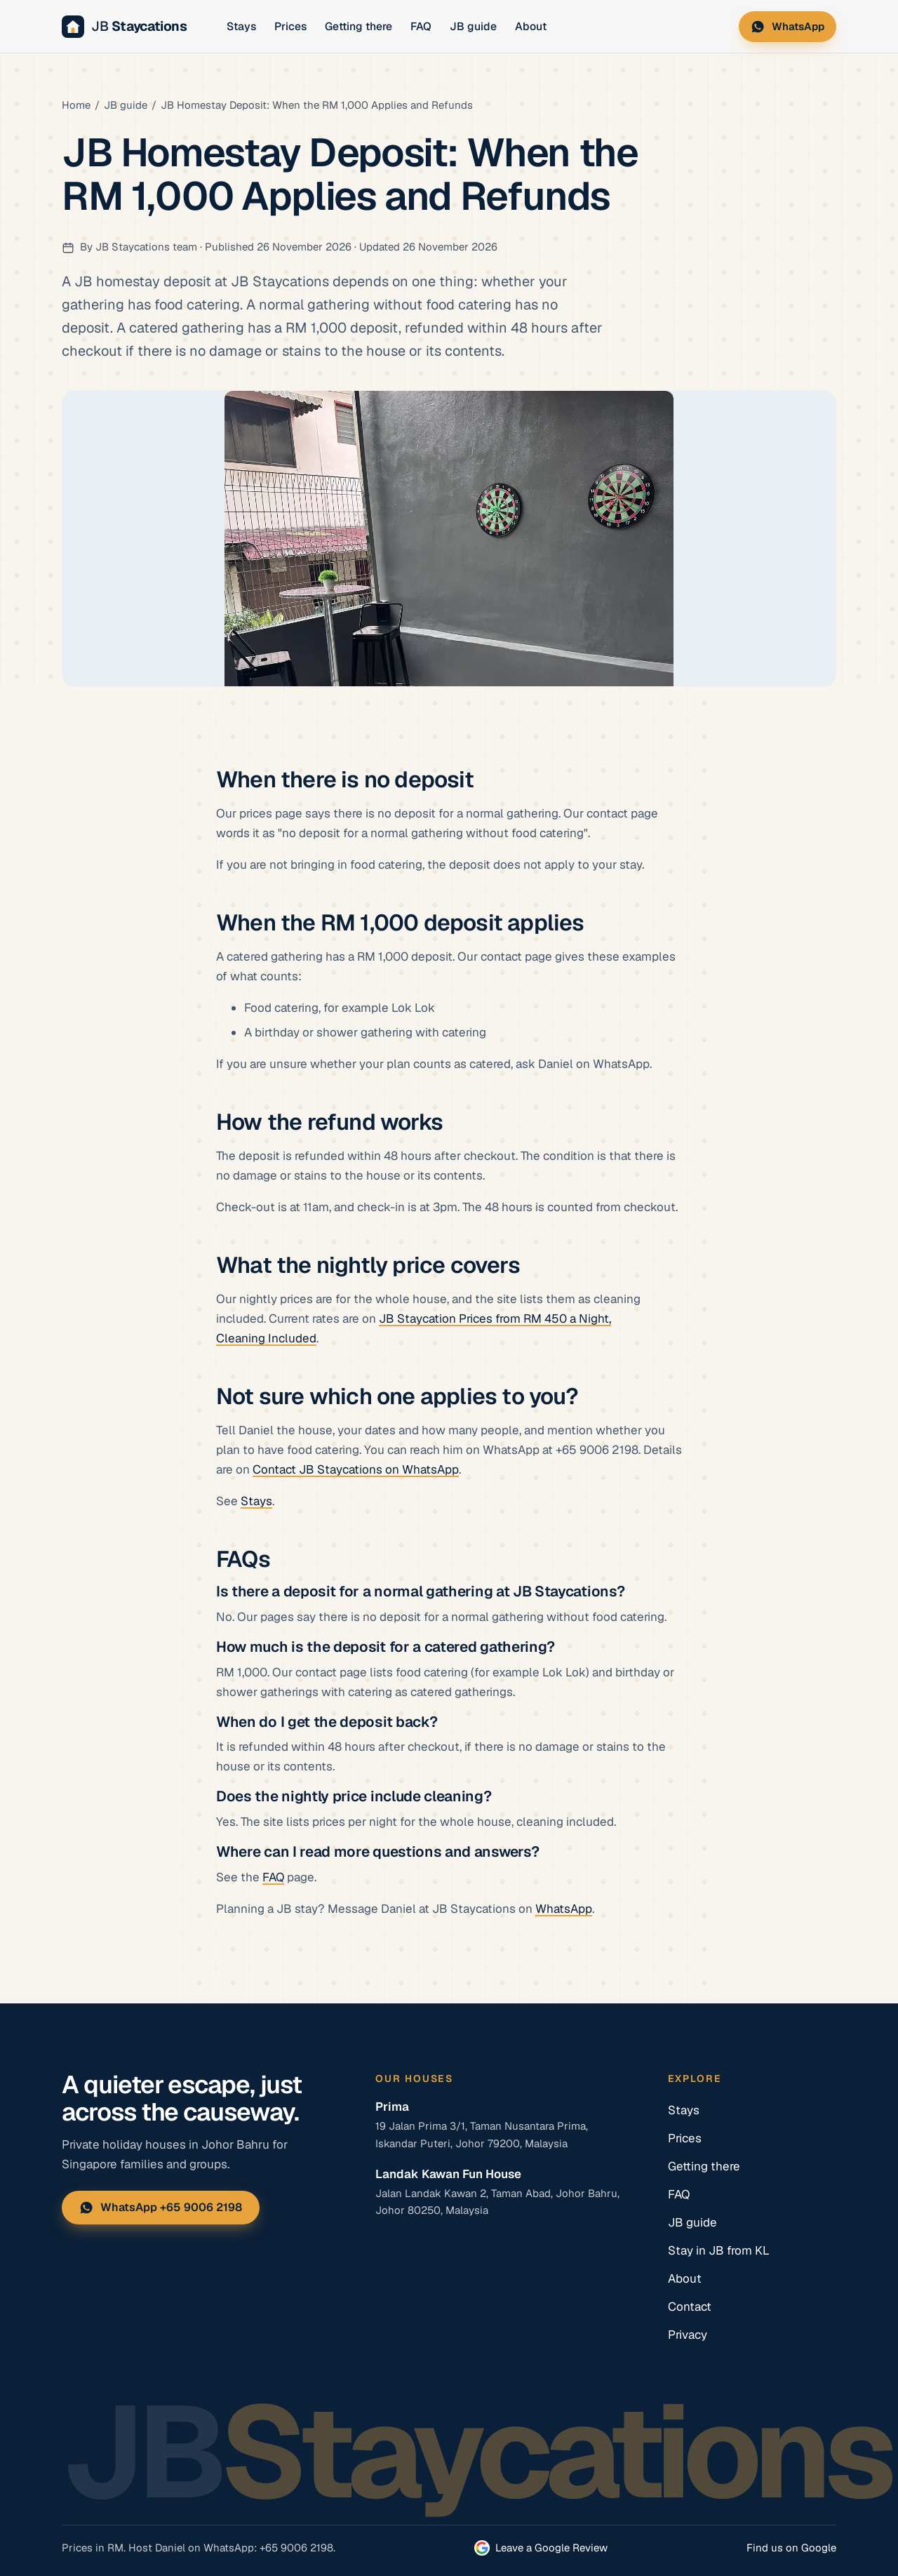 JB Staycations
Stays
Prices
Getting there
FAQ
JB guide
About
WhatsApp
Home / JB guide / JB Homestay Deposit: When the RM 1,000 Applies and Refunds
JB Homestay Deposit: When the
RM 1,000 Applies and Refunds
By JB Staycations team · Published 26 November 2026 · Updated 26 November 2026
A JB homestay deposit at JB Staycations depends on one thing: whether your
gathering has food catering. A normal gathering without food catering has no
deposit. A catered gathering has a RM 1,000 deposit, refunded within 48 hours after
checkout if there is no damage or stains to the house or its contents.
When there is no deposit
Our prices page says there is no deposit for a normal gathering. Our contact page
words it as "no deposit for a normal gathering without food catering".
If you are not bringing in food catering, the deposit does not apply to your stay.
When the RM 1,000 deposit applies
A catered gathering has a RM 1,000 deposit. Our contact page gives these examples
of what counts:
• Food catering, for example Lok Lok
• A birthday or shower gathering with catering
If you are unsure whether your plan counts as catered, ask Daniel on WhatsApp.
How the refund works
The deposit is refunded within 48 hours after checkout. The condition is that there is
no damage or stains to the house or its contents.
Check-out is at 11am, and check-in is at 3pm. The 48 hours is counted from checkout.
What the nightly price covers
Our nightly prices are for the whole house, and the site lists them as cleaning
included. Current rates are on JB Staycation Prices from RM 450 a Night,
Cleaning Included.
Not sure which one applies to you?
Tell Daniel the house, your dates and how many people, and mention whether you
plan to have food catering. You can reach him on WhatsApp at +65 9006 2198. Details
are on Contact JB Staycations on WhatsApp.
See Stays.
FAQs
Is there a deposit for a normal gathering at JB Staycations?
No. Our pages say there is no deposit for a normal gathering without food catering.
How much is the deposit for a catered gathering?
RM 1,000. Our contact page lists food catering (for example Lok Lok) and birthday or
shower gatherings with catering as catered gatherings.
When do I get the deposit back?
It is refunded within 48 hours after checkout, if there is no damage or stains to the
house or its contents.
Does the nightly price include cleaning?
Yes. The site lists prices per night for the whole house, cleaning included.
Where can I read more questions and answers?
See the FAQ page.
Planning a JB stay? Message Daniel at JB Staycations on WhatsApp.
A quieter escape, just
across the causeway.
Private holiday houses in Johor Bahru for
Singapore families and groups.
WhatsApp +65 9006 2198
OUR HOUSES
Prima
19 Jalan Prima 3/1, Taman Nusantara Prima,
Iskandar Puteri, Johor 79200, Malaysia
Landak Kawan Fun House
Jalan Landak Kawan 2, Taman Abad, Johor Bahru,
Johor 80250, Malaysia
EXPLORE
Stays
Prices
Getting there
FAQ
JB guide
Stay in JB from KL
About
Contact
Privacy
JBStaycations
Prices in RM. Host Daniel on WhatsApp: +65 9006 2198.
Leave a Google Review
Find us on Google